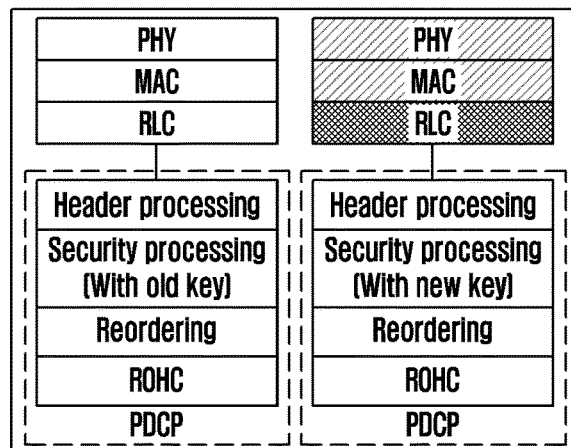 PHY
MAC
RLC
Header processing
Security processing
(With old key)
Reordering
ROHC
PDCP
PHY
MAC
RLC
Header processing
Security processing
(With new key)
Reordering
ROHC
PDCP